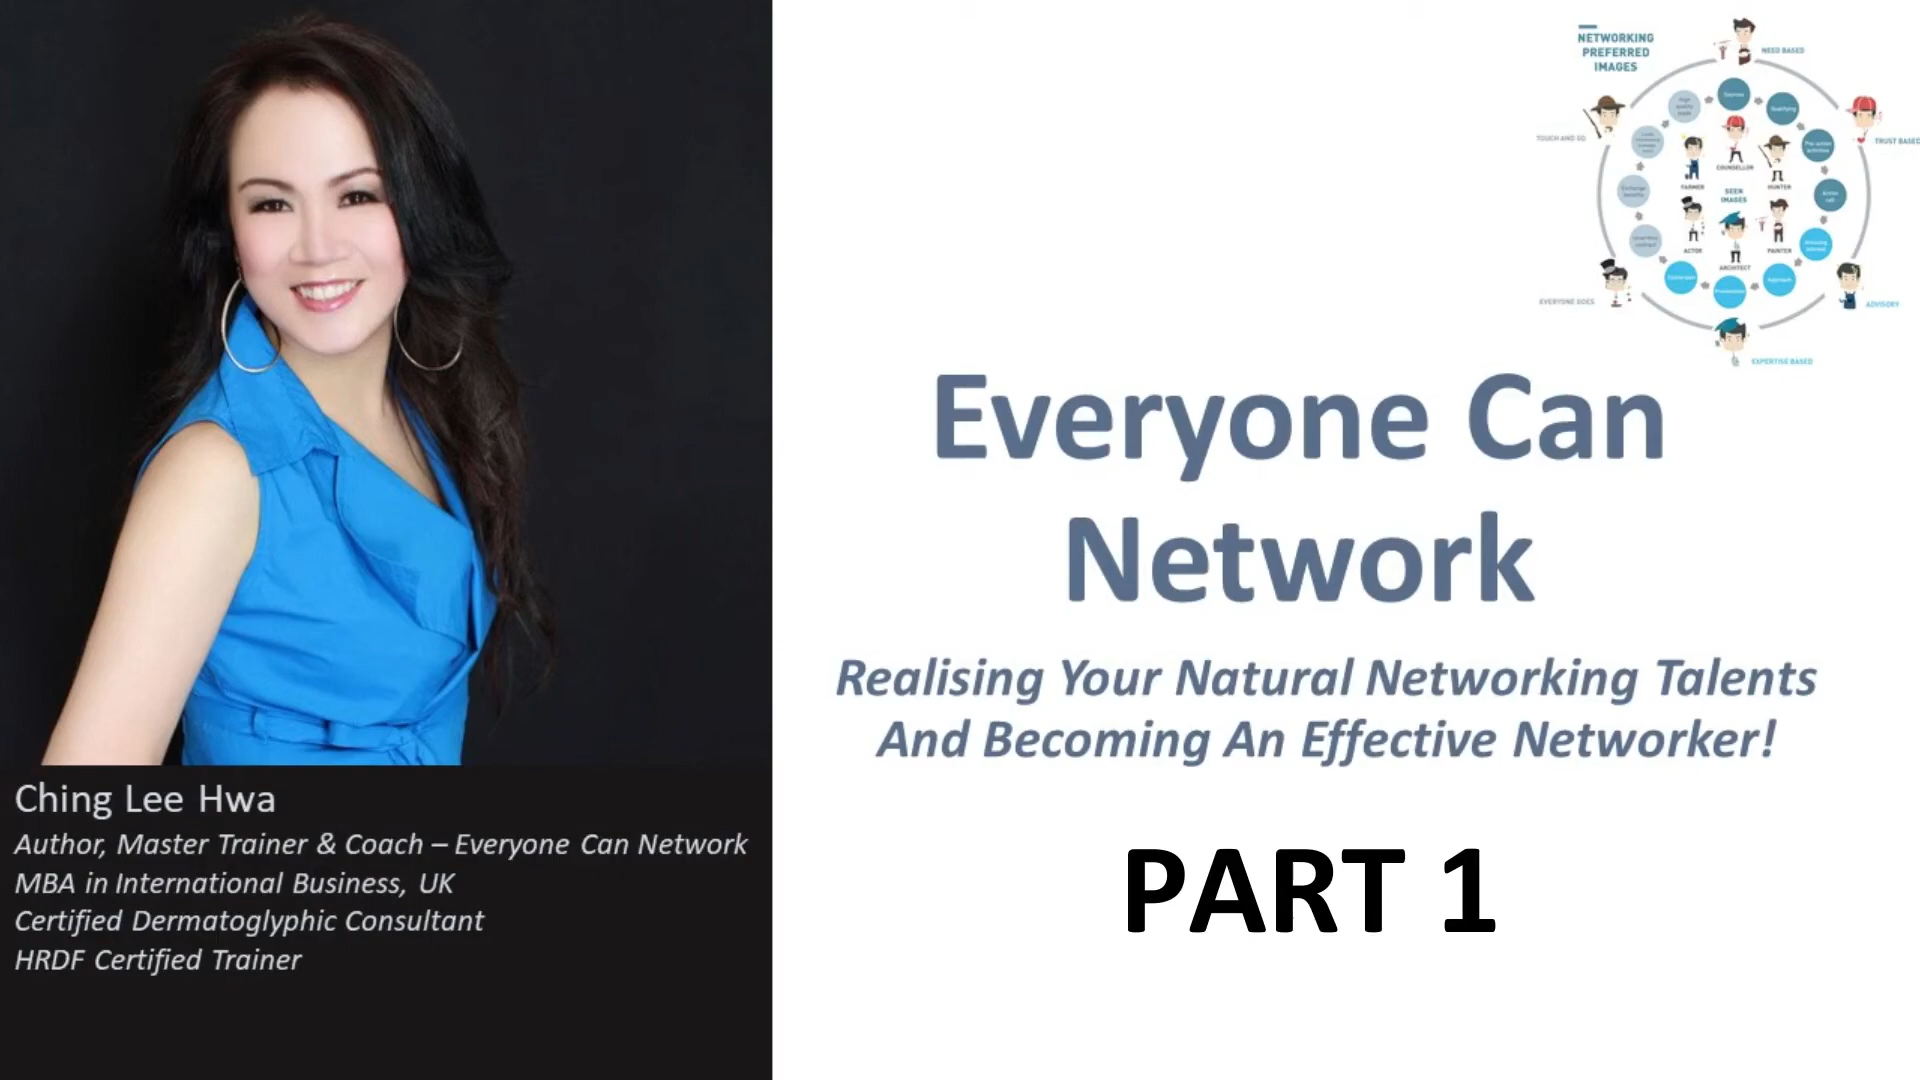 Ching Lee Hwa
Author, Master Trainer & Coach – Everyone Can Network
MBA in International Business, UK
Certified Dermatoglyphic Consultant
HRDF Certified Trainer
NETWORKING
PREFERRED
IMAGES
NEED BASED
TOUCH AND GO
TRUST BASED
COUNSELLOR
FARMER
HUNTER
SEEN
IMAGES
ACTOR
PAINTER
ARCHITECT
EVERYONE DOES
ADVISORY
EXPERTISE BASED
Everyone Can
Network
Realising Your Natural Networking Talents
And Becoming An Effective Networker!
PART 1